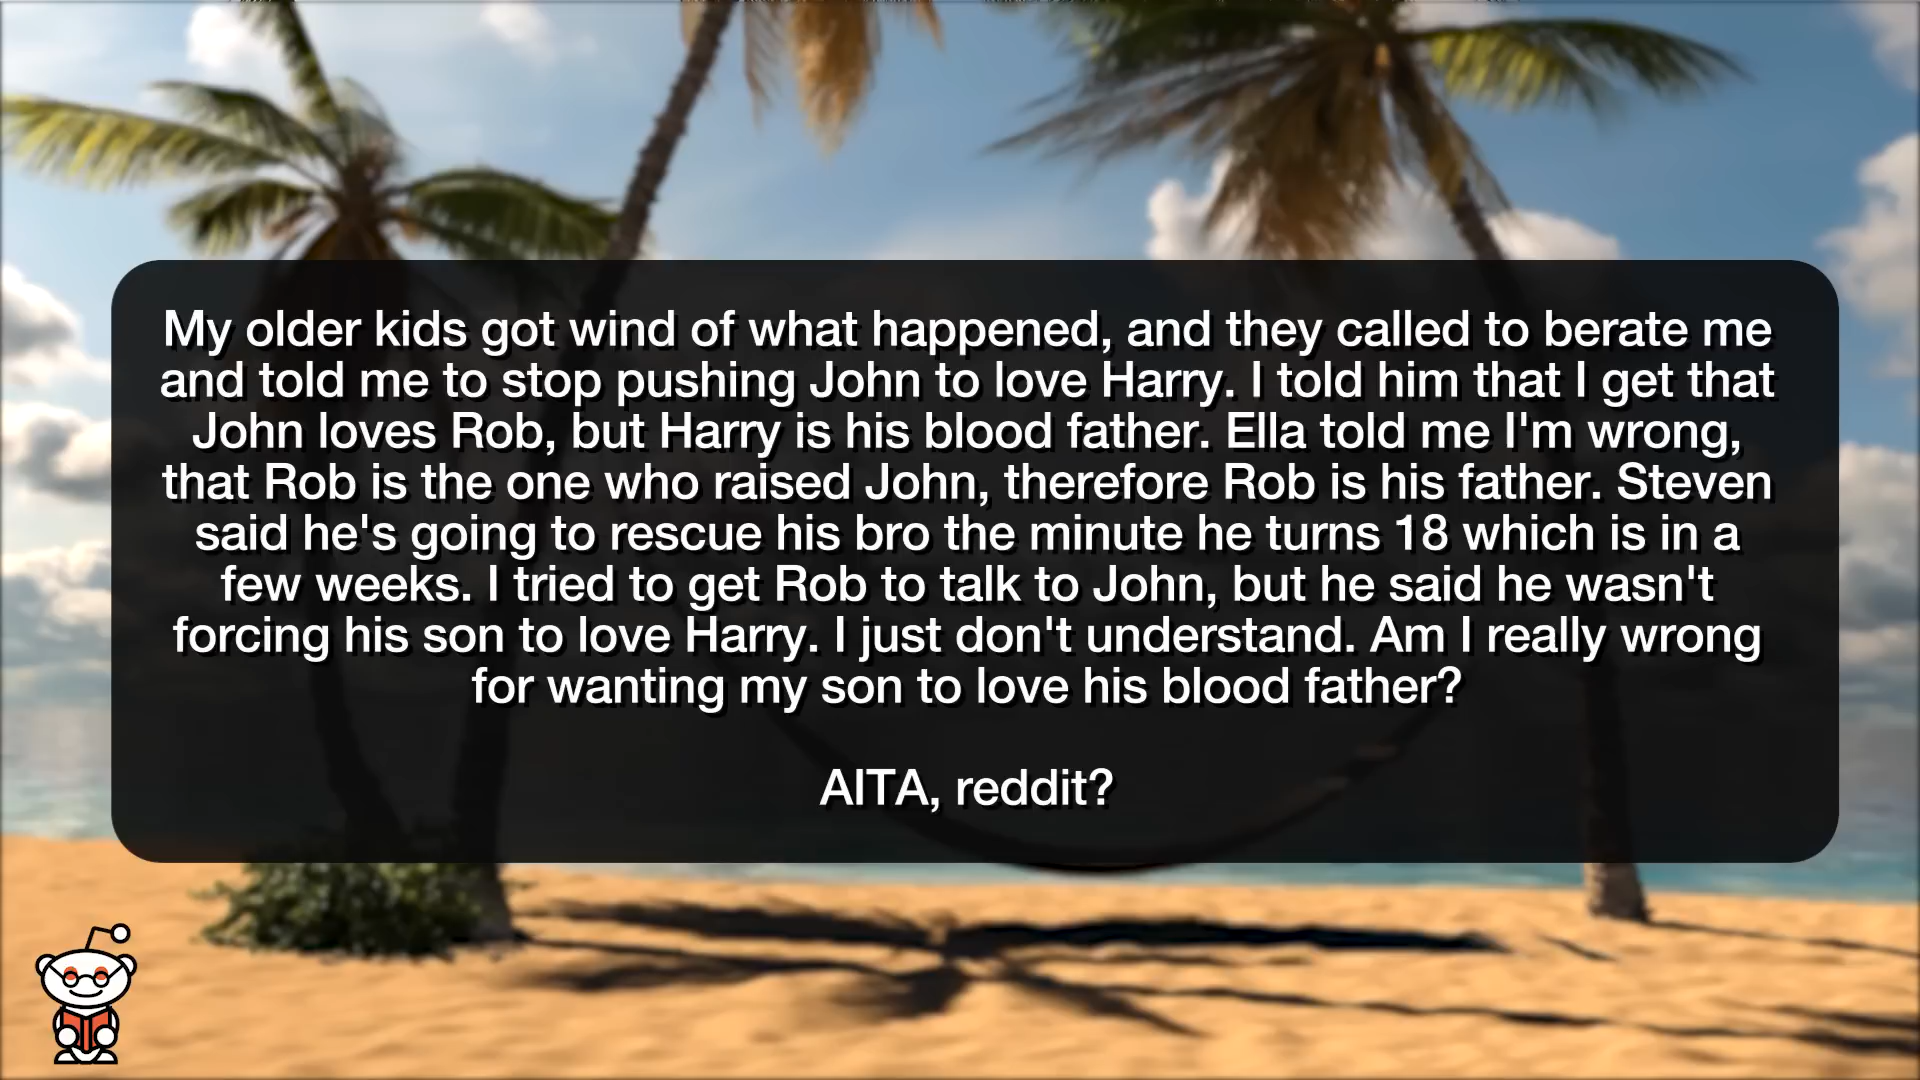 My older kids got wind of what happened, and they called to berate me
and told me to stop pushing John to love Harry. I told him that I get that
John loves Rob, but Harry is his blood father. Ella told me I'm wrong,
that Rob is the one who raised John, therefore Rob is his father. Steven
said he's going to rescue his bro the minute he turns 18 which is in a
few weeks. I tried to get Rob to talk to John, but he said he wasn't
forcing his son to love Harry. I just don't understand. Am I really wrong
for wanting my son to love his blood father?
AITA, reddit?